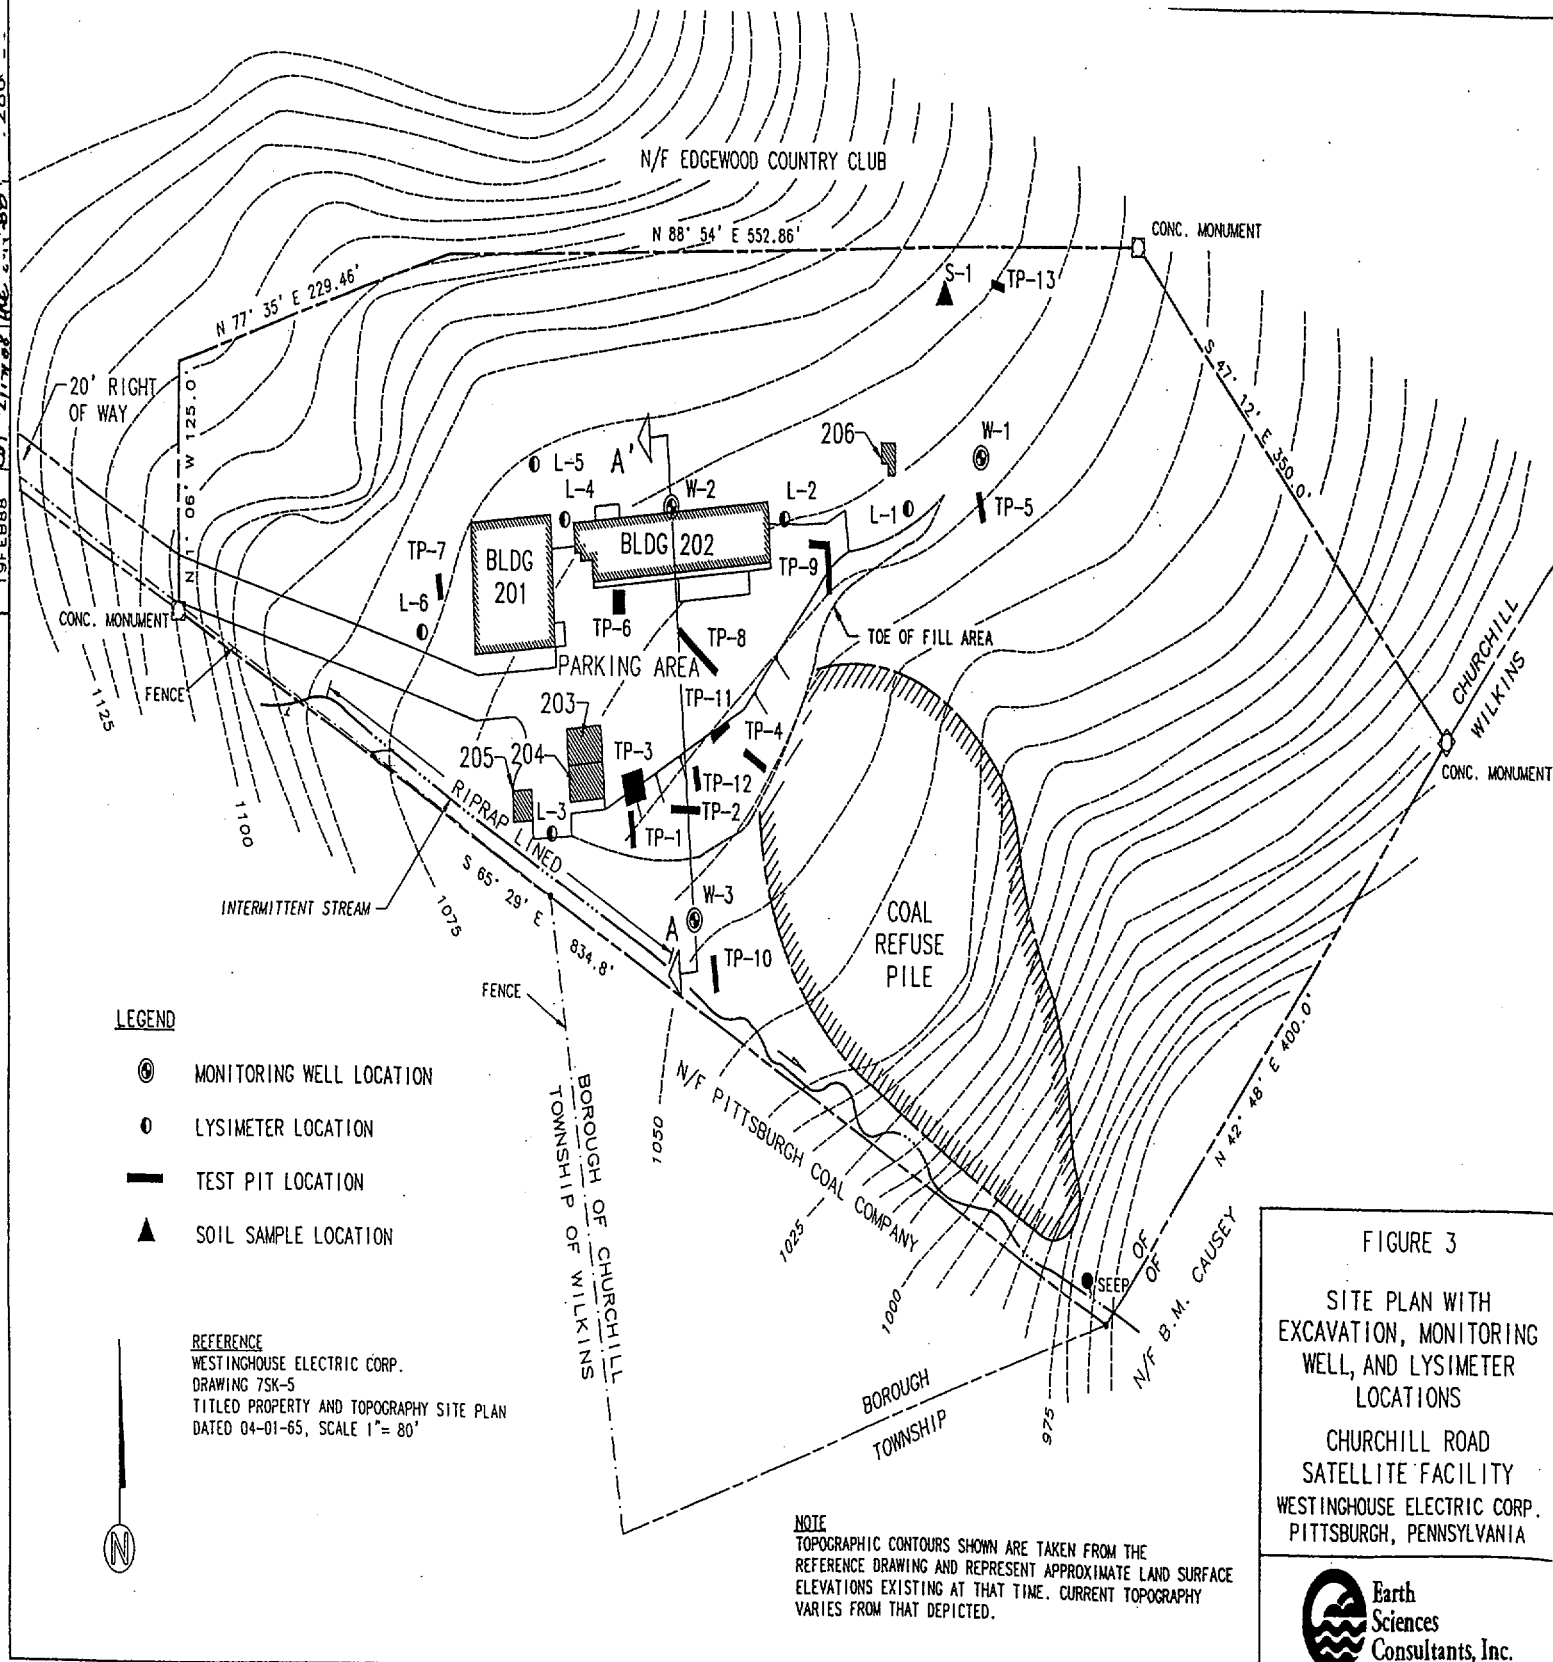 N/F EDGEWOOD COUNTRY CLUB
N 88° 54' E 552.86'
CONC. MONUMENT
N 77° 35' E 229.46'
S-1
TP-13
20' RIGHT
OF WAY
N 1° 06' W 125.0'
S 47° 12' E 350.0'
206
W-1
L-5
A'
L-4
W-2
L-2
L-1
TP-5
TP-7
BLDG
201
BLDG 202
TP-9
L-6
CONC. MONUMENT
TP-6
TP-8
TOE OF FILL AREA
PARKING AREA
CHURCHILL
WILKINS
FENCE
1125
TP-11
203
TP-4
205
204
TP-3
CONC. MONUMENT
TP-12
RIPRAP LINED
L-3
TP-2
TP-1
1100
S 65° 29' E 834.8'
INTERMITTENT STREAM
1075
W-3
A
COAL
REFUSE
PILE
TP-10
FENCE
LEGEND
MONITORING WELL LOCATION
LYSIMETER LOCATION
TEST PIT LOCATION
SOIL SAMPLE LOCATION
N 42° 48' E 400.0'
N/F PITTSBURGH COAL COMPANY
BOROUGH OF CHURCHILL
TOWNSHIP OF WILKINS
1050
1025
1000
975
SEEP
OF
OF
N/F B.M. CAUSEY
BOROUGH
TOWNSHIP
REFERENCE
WESTINGHOUSE ELECTRIC CORP.
DRAWING 7SK-5
TITLED PROPERTY AND TOPOGRAPHY SITE PLAN
DATED 04-01-65, SCALE 1"= 80'
N
NOTE
TOPOGRAPHIC CONTOURS SHOWN ARE TAKEN FROM THE
REFERENCE DRAWING AND REPRESENT APPROXIMATE LAND SURFACE
ELEVATIONS EXISTING AT THAT TIME. CURRENT TOPOGRAPHY
VARIES FROM THAT DEPICTED.
FIGURE 3
SITE PLAN WITH
EXCAVATION, MONITORING
WELL, AND LYSIMETER
LOCATIONS
CHURCHILL ROAD
SATELLITE FACILITY
WESTINGHOUSE ELECTRIC CORP.
PITTSBURGH, PENNSYLVANIA
Earth
Sciences
Consultants, Inc.
19FEB88